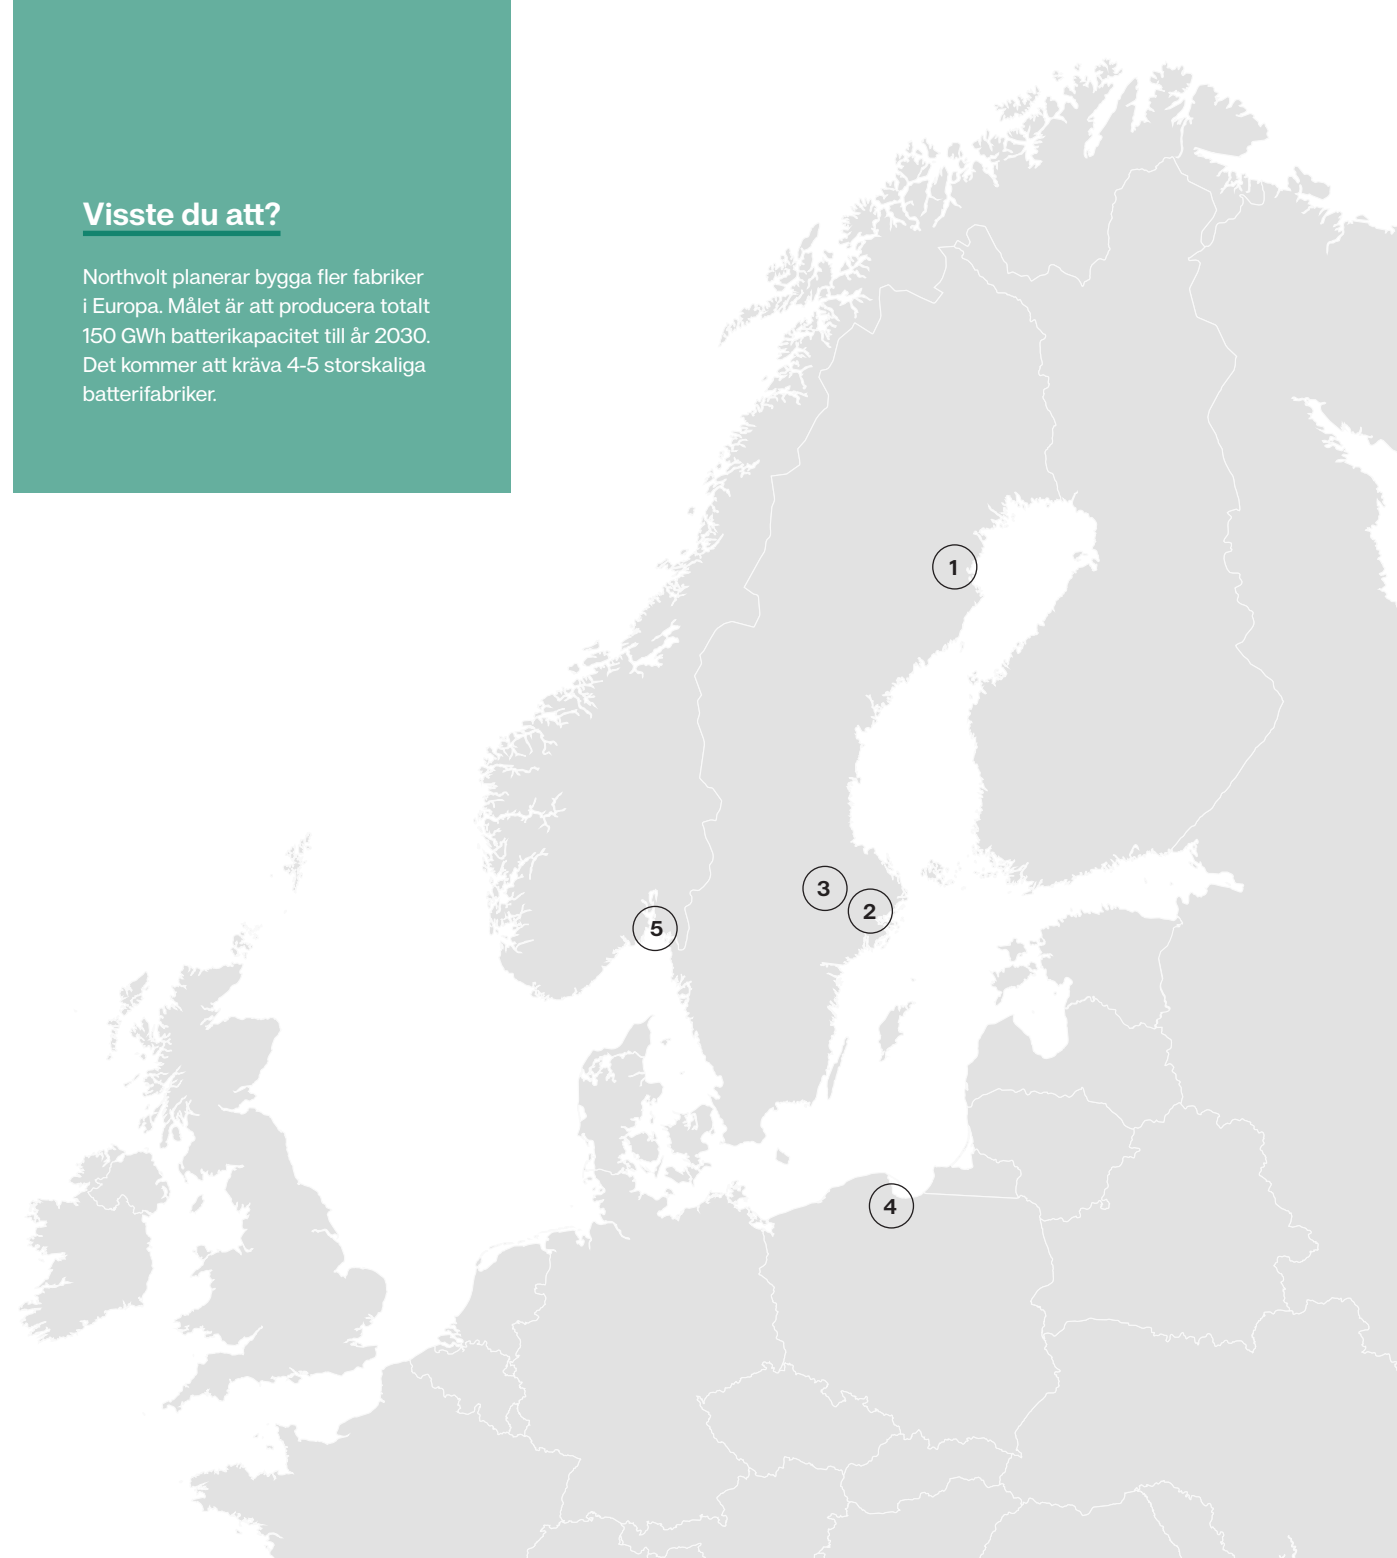 Visste du att?
Northvolt planerar bygga fler fabriker
i Europa. Målet är att producera totalt
150 GWh batterikapacitet till år 2030.
Det kommer att kräva 4-5 storskaliga
batterifabriker.
1
3
2
5
4